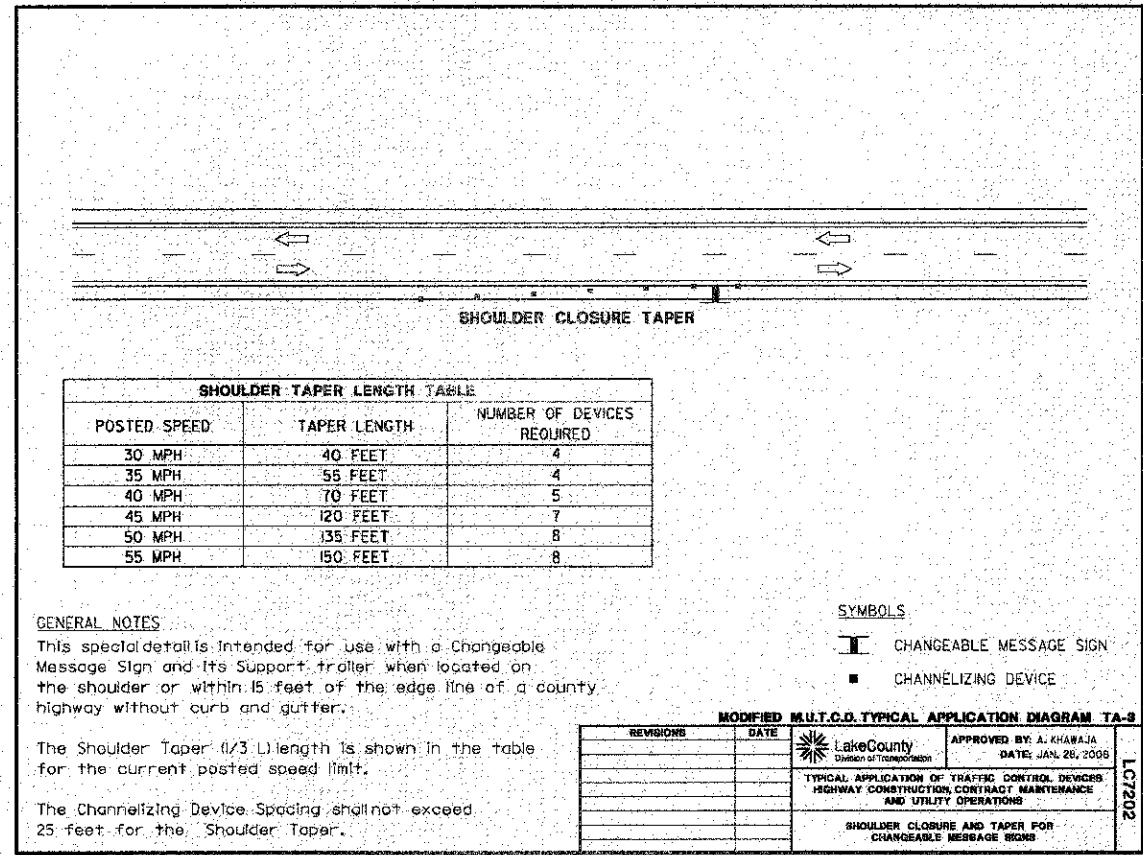 SHOULDER CLOSURE TAPER
SHOULDER TAPER LENGTH TABLE
POSTED SPEED TAPER LENGTH NUMBER OF DEVICES REQUIRED
30 MPH 40 FEET 4
35 MPH 55 FEET 4
40 MPH 70 FEET 5
45 MPH 120 FEET 7
50 MPH 135 FEET 8
55 MPH 150 FEET 8
GENERAL NOTES
This special detail is intended for use with a Changeable
Message Sign and its Support trailer when located on
the shoulder or within 15 feet of the edge line of a county
highway without curb and gutter.
The Shoulder Taper (1/3 L) length is shown in the table
for the current posted speed limit.
The Channelizing Device Spacing shall not exceed
25 feet for the Shoulder Taper.
SYMBOLS
CHANGEABLE MESSAGE SIGN
CHANNELIZING DEVICE
MODIFIED M.U.T.C.D. TYPICAL APPLICATION DIAGRAM TA-3
REVISIONS DATE
LakeCounty
Division of Transportation
APPROVED BY: A. KHAWAJA
DATE: JAN. 28, 2006
TYPICAL APPLICATION OF TRAFFIC CONTROL DEVICES
HIGHWAY CONSTRUCTION, CONTRACT MAINTENANCE
AND UTILITY OPERATIONS
SHOULDER CLOSURE AND TAPER FOR
CHANGEABLE MESSAGE SIGNS
LC7202